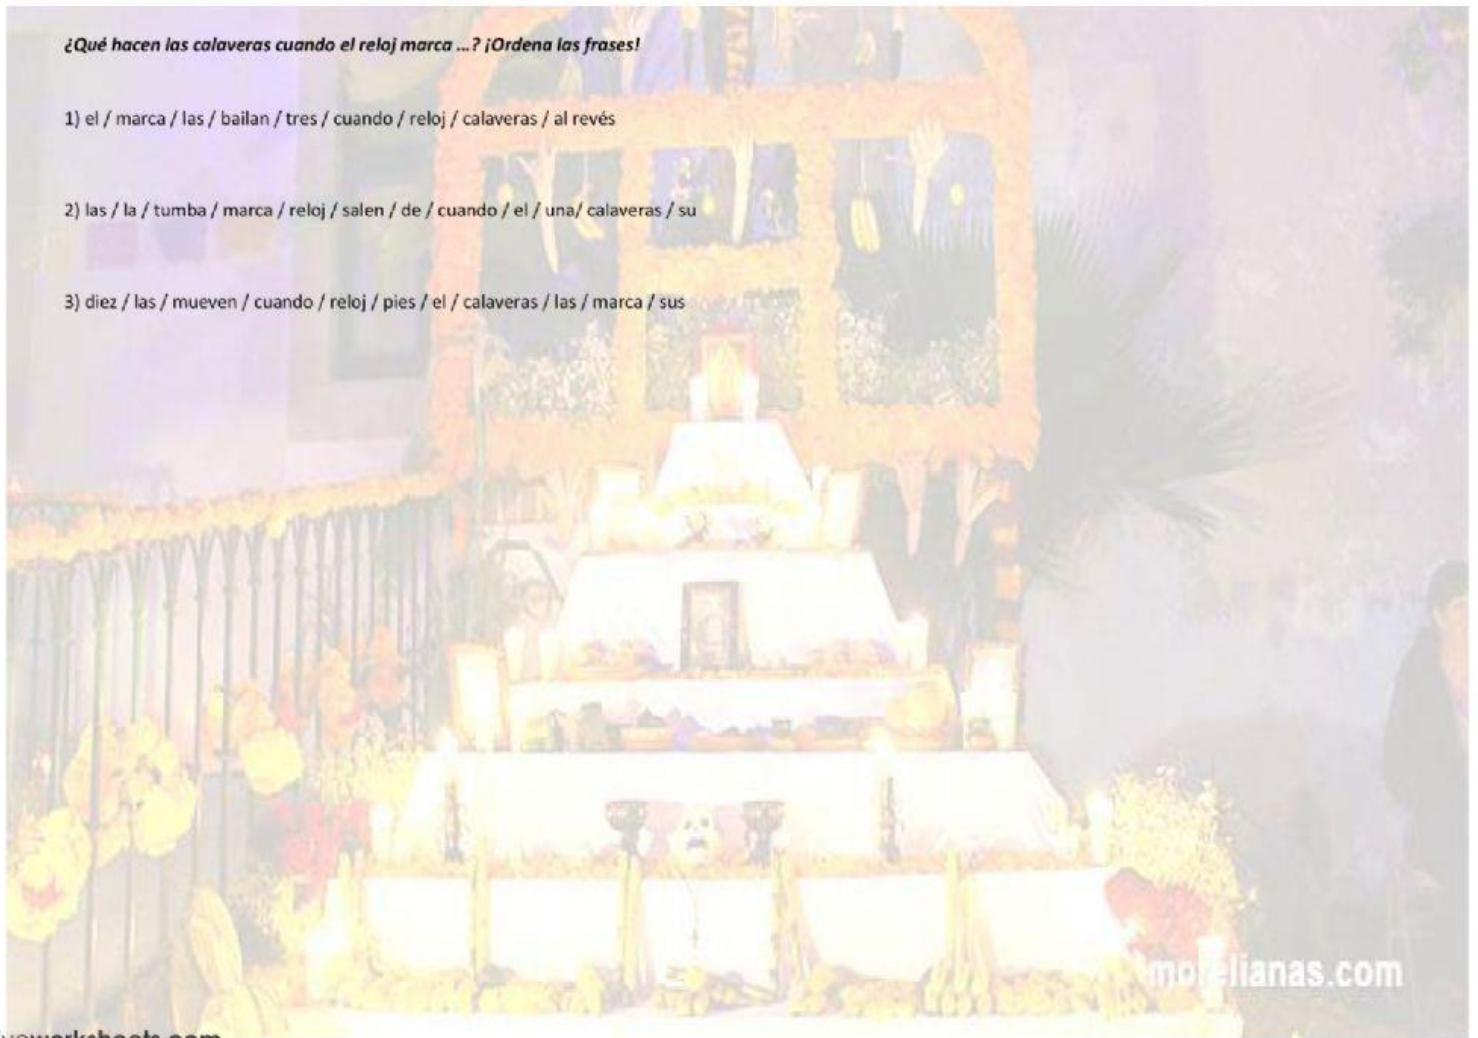 ¿Qué hacen las calaveras cuando el reloj marca ...? ¡Ordena las frases!
1) el / marca / las / bailan / tres / cuando / reloj / calaveras / al revés
2) las / la / tumba / marca / reloj / salen / de / cuando / el / una/ calaveras / su
3) diez / las / mueven / cuando / reloj / pies / el / calaveras / las / marca / sus
morelianas.com